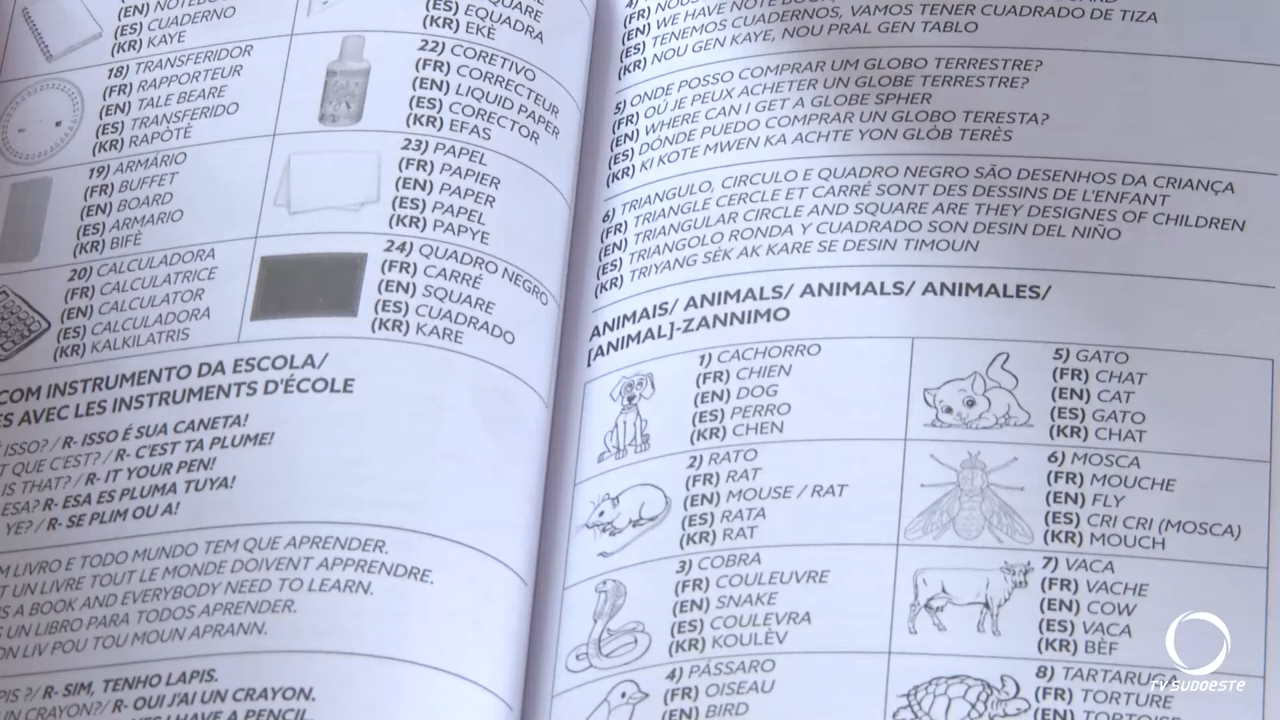 (EN) NOTEBO
(ES) CUADERNO
(KR) KAYE
18) TRANSFERIDOR
(FR) RAPPORTEUR
(EN) TALE BEARE
(ES) TRANSFERIDO
(KR) RAPÒTÈ
19) ARMÁRIO
(FR) BUFFET
(EN) BOARD
(ES) ARMARIO
(KR) BIFÈ
20) CALCULADORA
(FR) CALCULATRICE
(EN) CALCULATOR
(ES) CALCULADORA
(KR) KALKILATRIS
(ES) EQUADRA
(KR) EKÈ
22) CORETIVO
(FR) CORRECTEUR
(EN) LIQUID PAPER
(ES) CORECTOR
(KR) EFAS
23) PAPEL
(FR) PAPIER
(EN) PAPER
(ES) PAPEL
(KR) PAPYE
24) QUADRO NEGRO
(FR) CARRÉ
(EN) SQUARE
(ES) CUADRADO
(KR) KARE
COM INSTRUMENTO DA ESCOLA/
ES AVEC LES INSTRUMENTS D'ÉCOLE
ISSO? / R- ISSO É SUA CANETA!
T QUE C'EST? / R- C'EST TA PLUME!
IS THAT? / R- IT YOUR PEN!
ESA? R- ESA ES PLUMA TUYA!
YE? / R- SE PLIM OU A!
M LIVRO E TODO MUNDO TEM QUE APRENDER.
T UN LIVRE TOUT LE MONDE DOIVENT APPRENDRE.
S A BOOK AND EVERYBODY NEED TO LEARN.
UN LIBRO PARA TODOS APRENDER.
ON LIV POU TOU MOUN APRANN.
PIS ?/ R- SIM, TENHO LAPIS.
UN CRAYON?/ R- OUI J'AI UN CRAYON.
I HAVE A PENCIL.
(EN) WE HAVE NOTE BOOK,
(ES) TENEMOS CUADERNOS, VAMOS TENER CUADRADO DE TIZA
(KR) NOU GEN KAYE, NOU PRAL GEN TABLO
5) ONDE POSSO COMPRAR UM GLOBO TERRESTRE?
(FR) OÙ JE PEUX ACHETER UN GLOBE TERRESTRE?
(EN) WHERE CAN I GET A GLOBE SPHER
(ES) DÓNDE PUEDO COMPRAR UN GLOBO TERESTA?
(KR) KI KOTE MWEN KA ACHTE YON GLÒB TERÈS
6) TRIANGULO, CIRCULO E QUADRO NEGRO SÃO DESENHOS DA CRIANÇA
(FR) TRIANGLE CERCLE ET CARRÉ SONT DES DESSINS DE L'ENFANT
(EN) TRIANGULAR CIRCLE AND SQUARE ARE THEY DESIGNES OF CHILDREN
(ES) TRIANGOLO RONDA Y CUADRADO SON DESIN DEL NIÑO
(KR) TRIYANG SÈK AK KARE SE DESIN TIMOUN
ANIMAIS/ ANIMALS/ ANIMALS/ ANIMALES/
[ANIMAL]-ZANNIMO
1) CACHORRO
(FR) CHIEN
(EN) DOG
(ES) PERRO
(KR) CHEN
2) RATO
(FR) RAT
(EN) MOUSE / RAT
(ES) RATA
(KR) RAT
3) COBRA
(FR) COULEUVRE
(EN) SNAKE
(ES) COULEVRA
(KR) KOULÈV
4) PÁSSARO
(FR) OISEAU
(EN) BIRD
5) GATO
(FR) CHAT
(EN) CAT
(ES) GATO
(KR) CHAT
6) MOSCA
(FR) MOUCHE
(EN) FLY
(ES) CRI CRI (MOSCA)
(KR) MOUCH
7) VACA
(FR) VACHE
(EN) COW
(ES) VACA
(KR) BÈF
8) TARTARUGA
(FR) TORTURE
(EN) TORTOISE
TV SUDOESTE